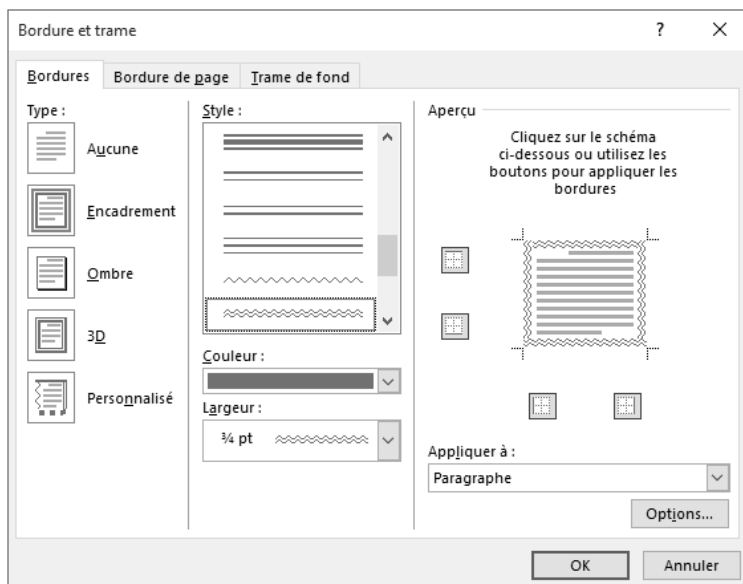 Bordure et trame
?
Bordures
Bordure de page
Trame de fond
Type :
Aucune
Encadrement
Ombre
3D
Personnalisé
Style :
Couleur :
Largeur :
¾ pt
Aperçu
Cliquez sur le schéma
ci-dessous ou utilisez les
boutons pour appliquer les
bordures
Appliquer à :
Paragraphe
Options...
OK
Annuler